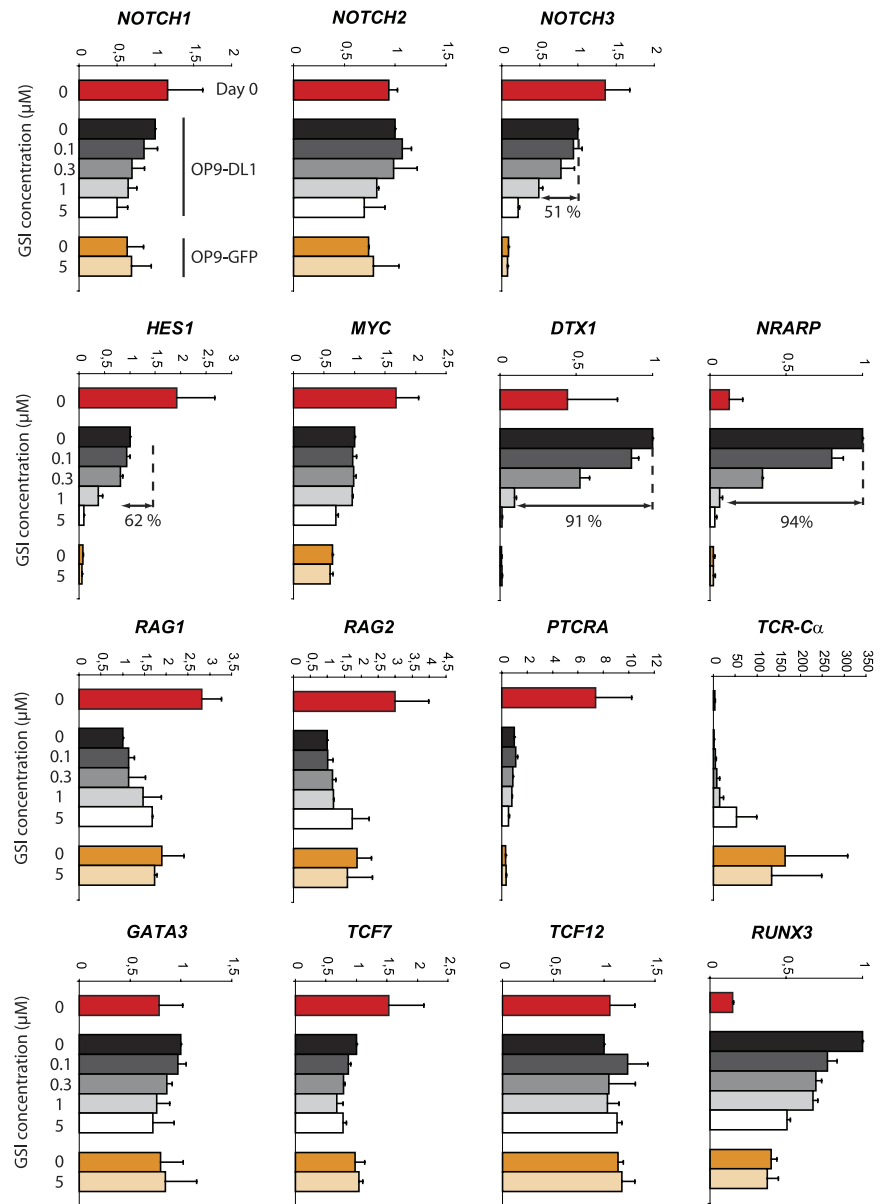 NOTCH1 NOTCH2 NOTCH3
0 0,5 1 1,5 2 0 0,5 1 1,5 0 0,5 1 1,5 2
GSI concentration (µM)
0 Day 0
0
0.1
0.3 OP9-DL1
1
5 51 %
0 OP9-GFP
5
HES1 MYC DTX1 NRARP
0 0,5 1 1,5 2 2,5 3 0 0,5 1 1,5 2 2,5 0 0,5 1 0 0,5 1
GSI concentration (µM)
0
0
0.1
0.3
1
5 62 % 91 % 94%
0
5
RAG1 RAG2 PTCRA TCR-Cα
0 0,5 1 1,5 2 2,5 3 3,5 0 0,5 1 1,5 2 2,5 3 3,5 4 4,5 0 2 4 6 8 10 12 0 50 100 150 200 250 300 350
GSI concentration (µM)
0
0
0.1
0.3
1
5
0
5
GATA3 TCF7 TCF12 RUNX3
0 0,5 1 1,5 0 0,5 1 1,5 2 2,5 0 0,5 1 1,5 0 0,5 1
GSI concentration (µM)
0
0
0.1
0.3
1
5
0
5